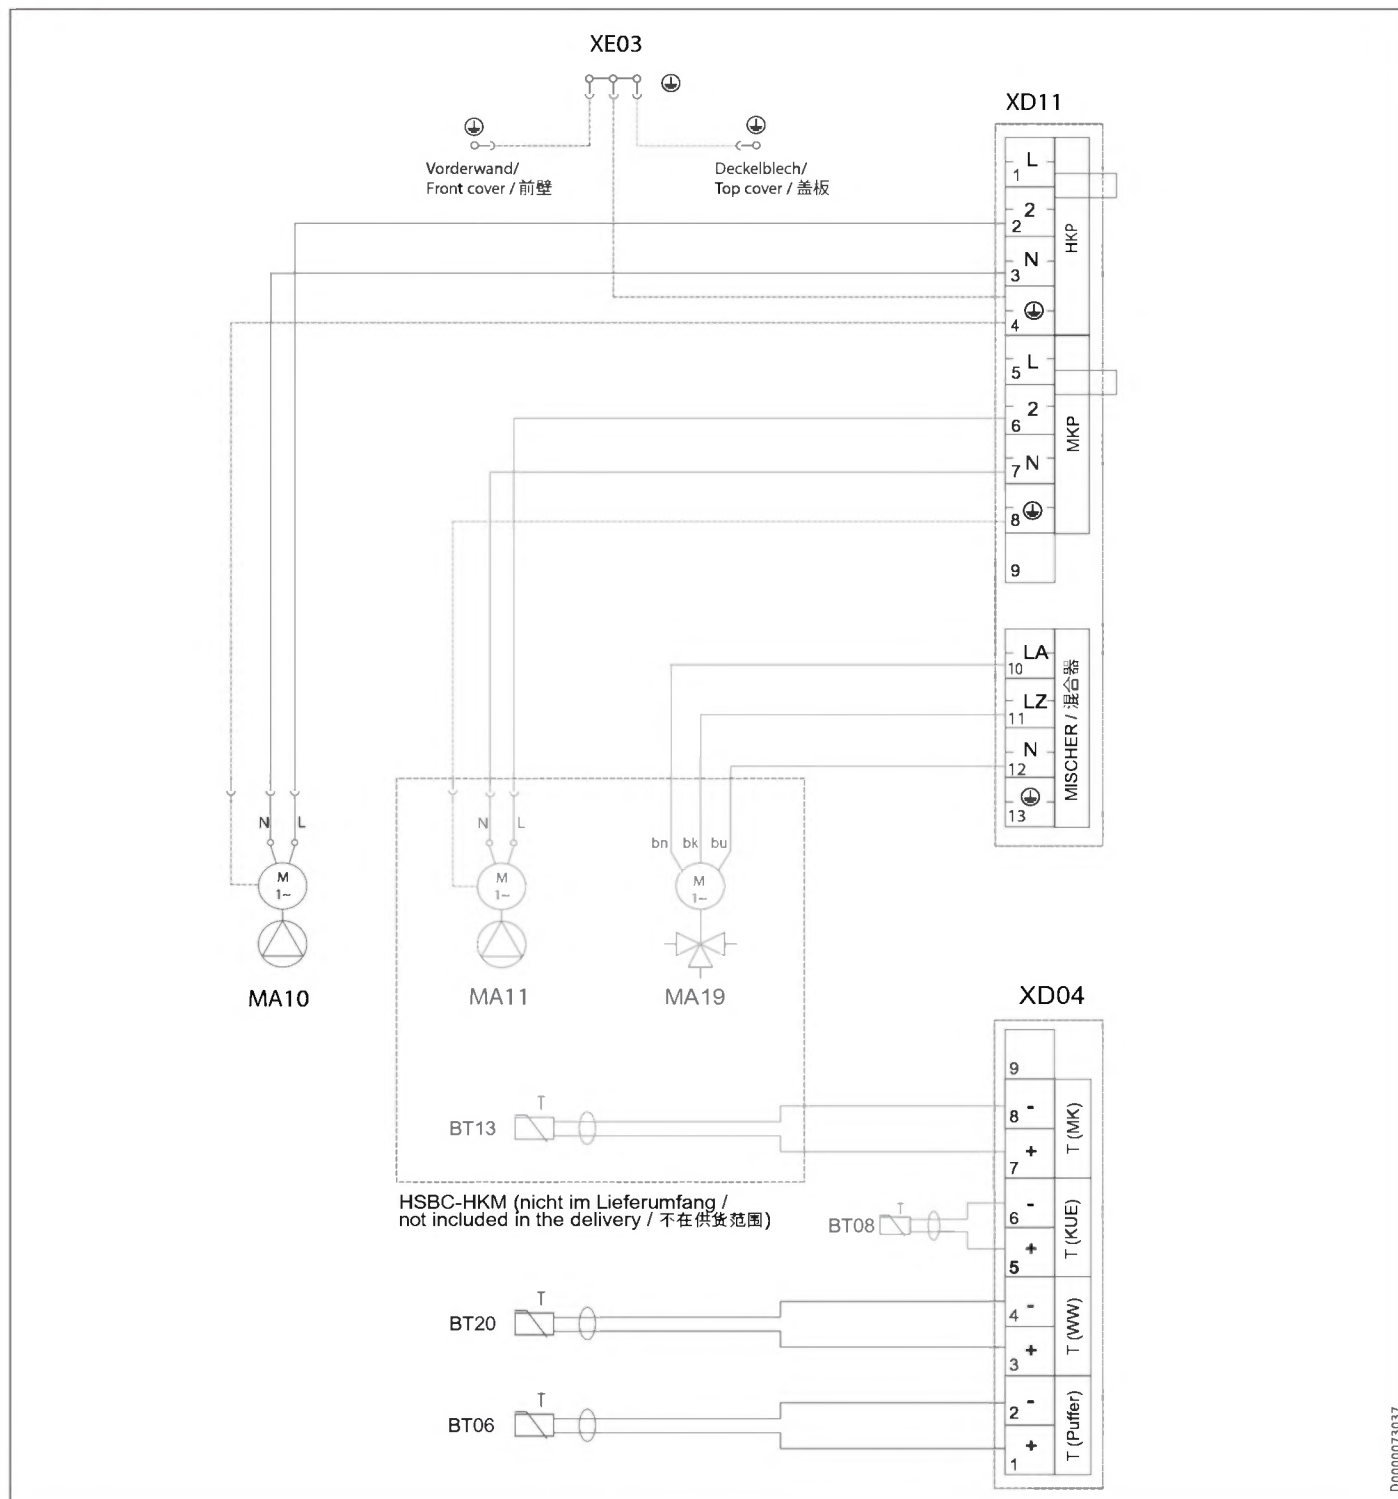 XE03
XD11
Vorderwand/
Front cover / 前壁
Deckelblech/
Top cover / 盖板
L
1
2
2
N
3
4
HKP
L
5
2
6
N
7
8
MKP
9
LA
10
LZ
11
N
12
13
MISCHER / 混合器
N L
M
1~
MA10
N L
M
1~
MA11
bn bk bu
M
1~
MA19
XD04
9
8 -
+
7
T (MK)
-
6
+
5
T (KUE)
-
4
+
3
T (WW)
-
2
+
1
T (Puffer)
T
BT13
HSBC-HKM (nicht im Lieferumfang /
not included in the delivery / 不在供货范围)
T
BT08
T
BT20
T
BT06
D0000073037